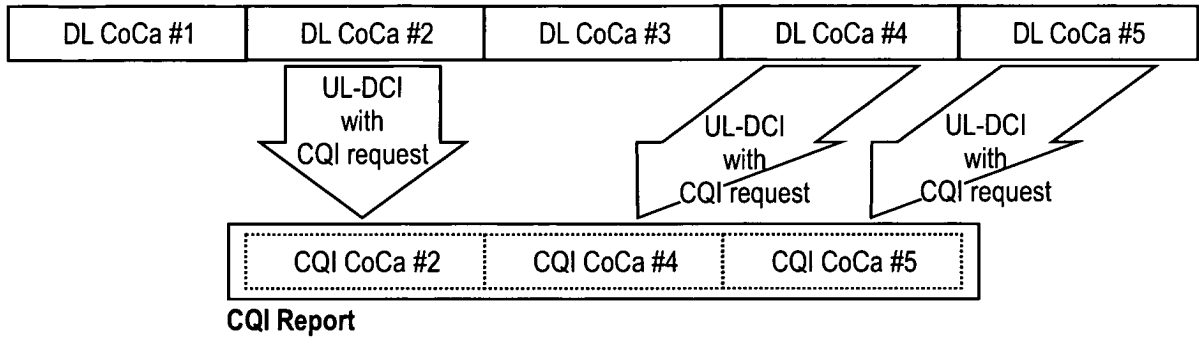 DL CoCa #1 DL CoCa #2 DL CoCa #3 DL CoCa #4 DL CoCa #5
UL-DCI
with
CQI request
UL-DCI
with
CQI request
UL-DCI
with
CQI request
CQI CoCa #2 CQI CoCa #4 CQI CoCa #5
CQI Report